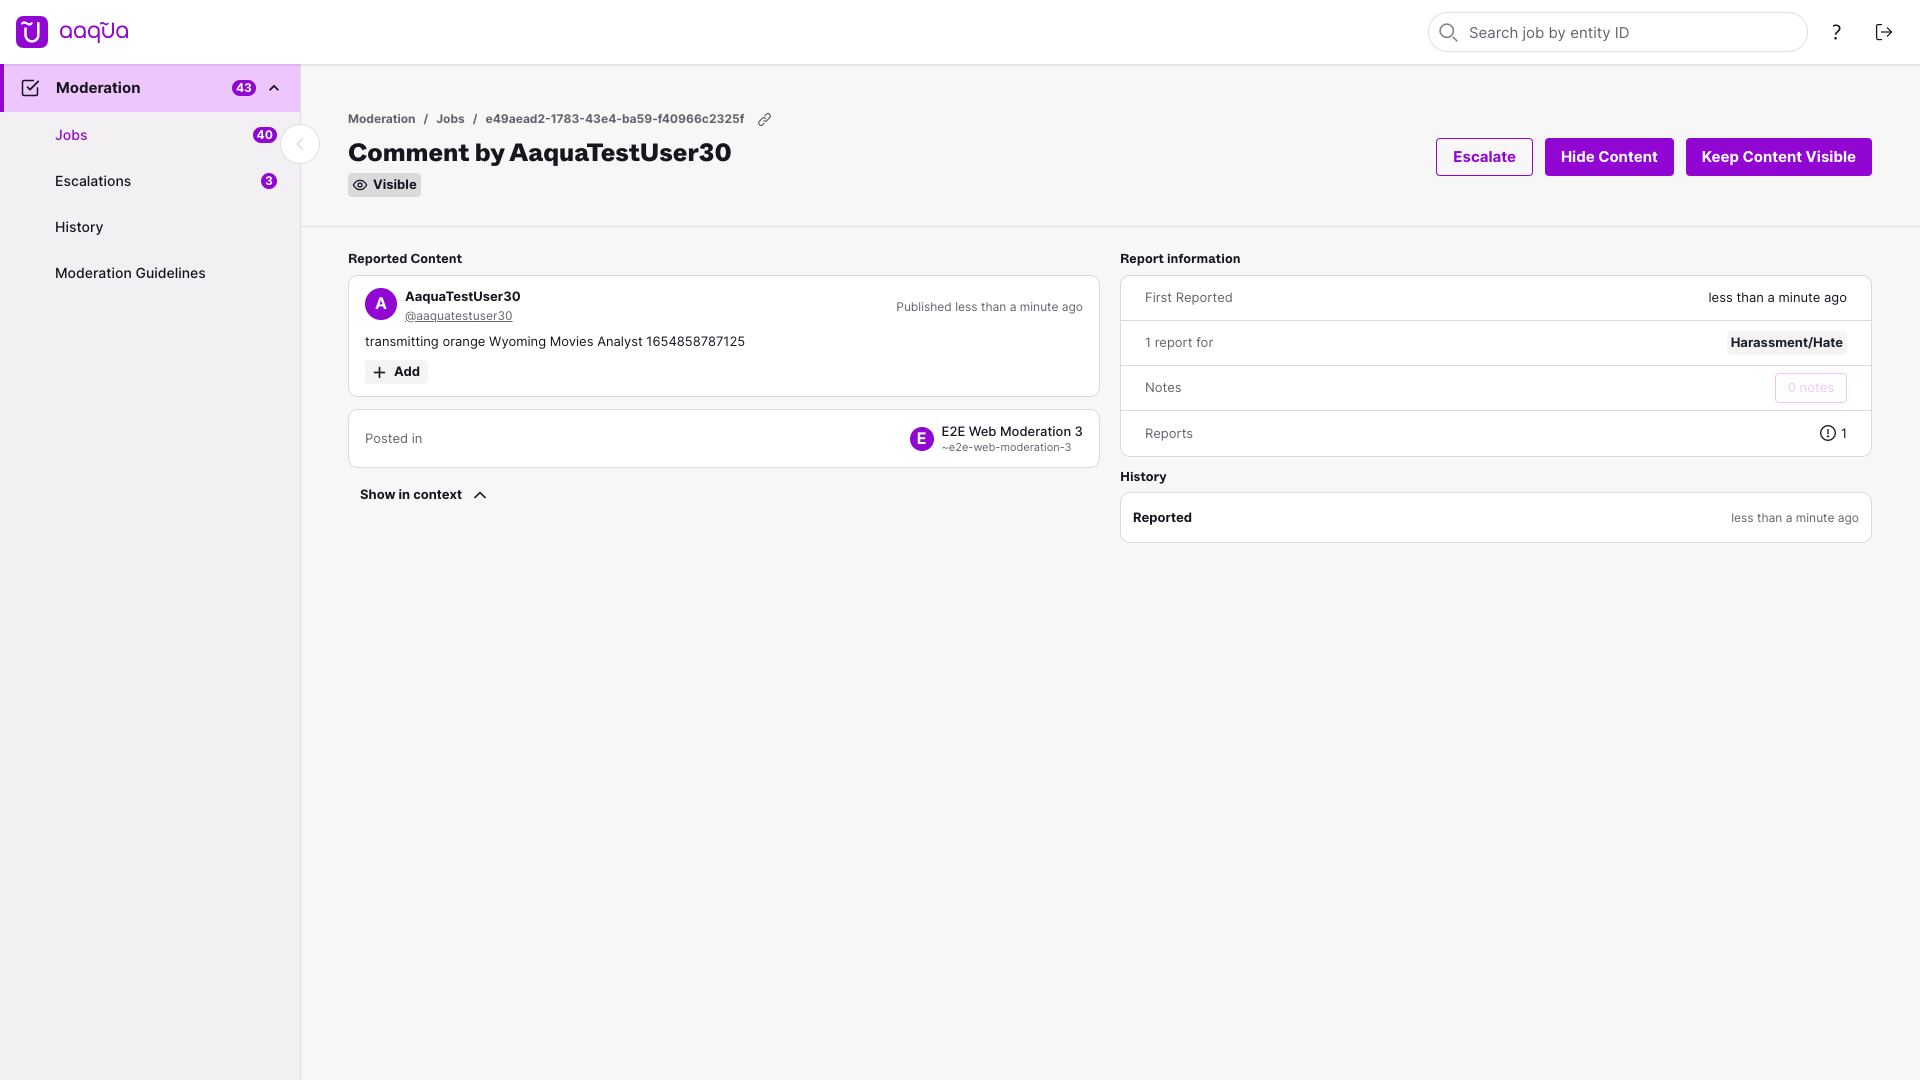 aaqũa
Search job by entity ID
?
Moderation 43
Jobs 40
Escalations 3
History
Moderation Guidelines
Moderation / Jobs / e49aead2-1783-43e4-ba59-f40966c2325f
Comment by AaquaTestUser30
Visible
Escalate
Hide Content
Keep Content Visible
Reported Content
A
AaquaTestUser30
@aaquatestuser30
Published less than a minute ago
transmitting orange Wyoming Movies Analyst 1654858787125
+ Add
Posted in
E
E2E Web Moderation 3
~e2e-web-moderation-3
Show in context
Report information
First Reported less than a minute ago
1 report for Harassment/Hate
Notes 0 notes
Reports 1
History
Reported less than a minute ago